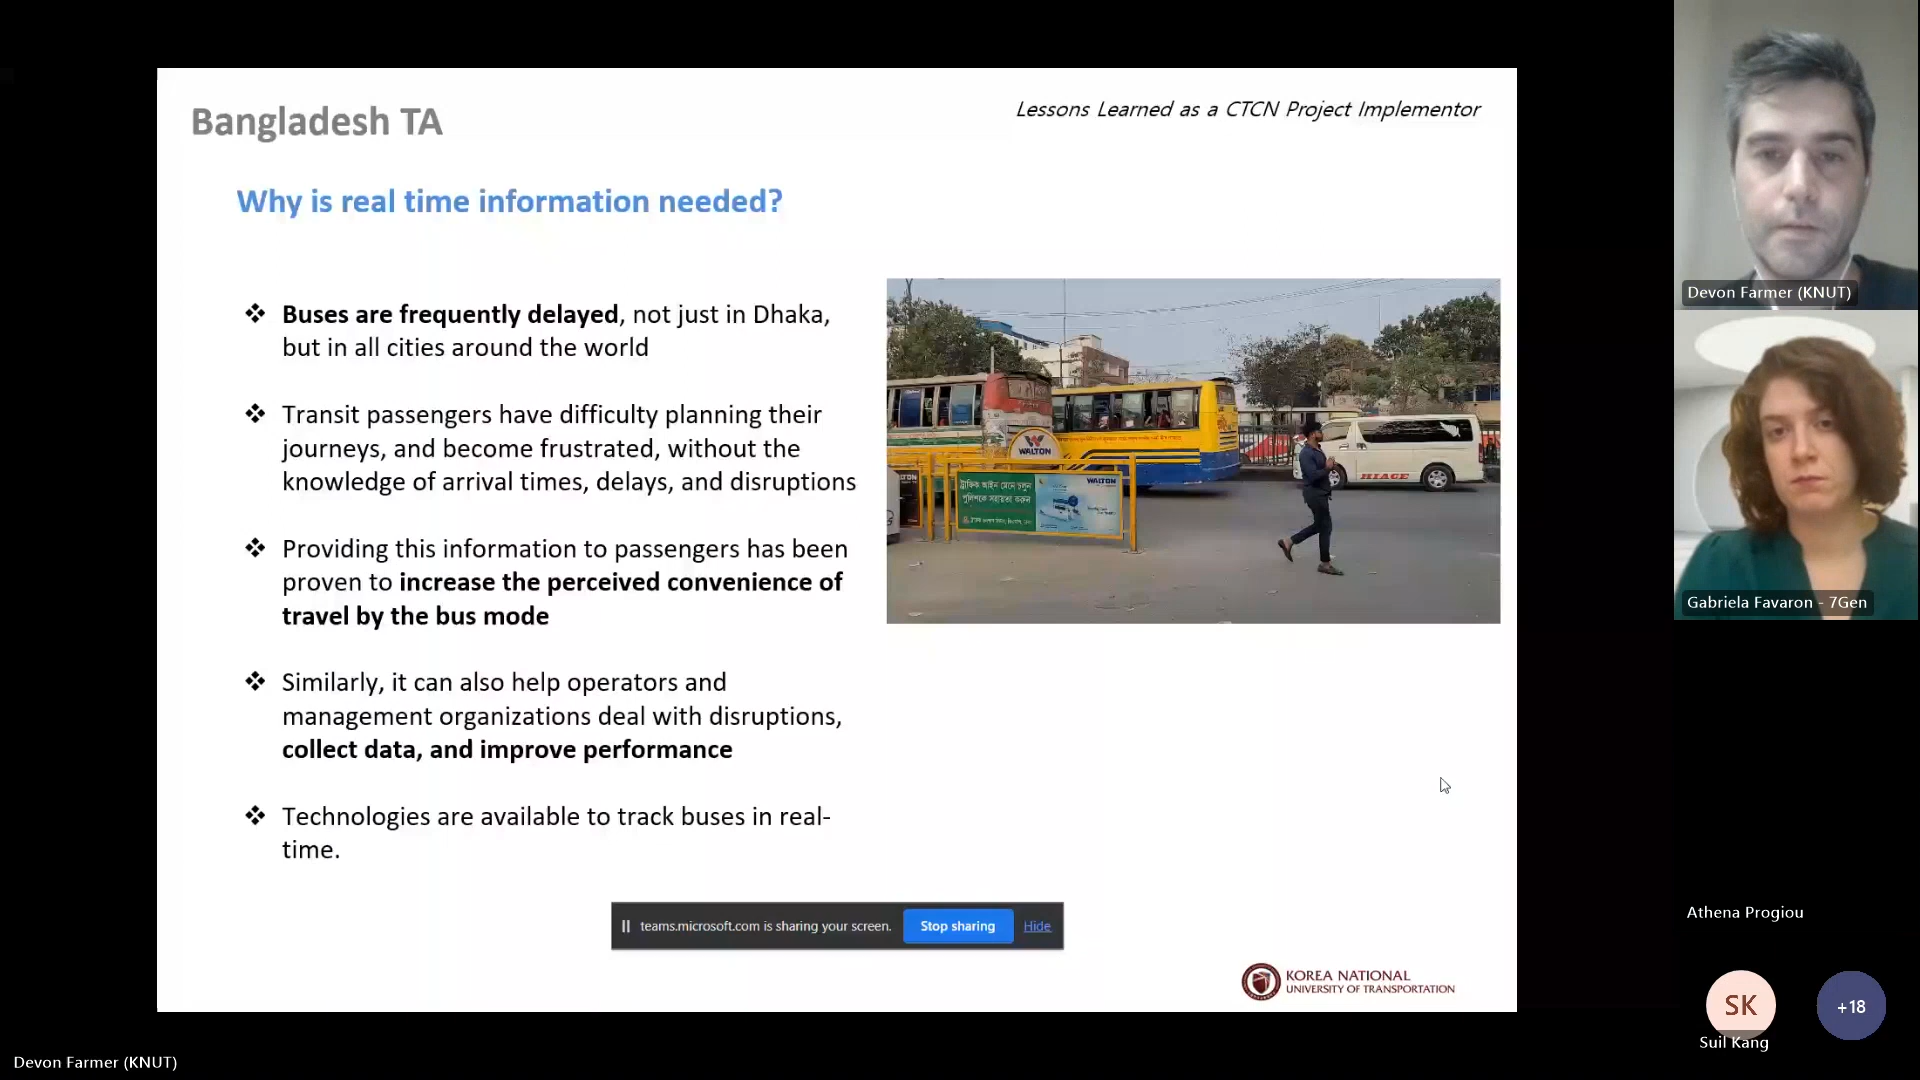 Bangladesh TA
Lessons Learned as a CTCN Project Implementor
Why is real time information needed?
❖ Buses are frequently delayed, not just in Dhaka,
but in all cities around the world
❖ Transit passengers have difficulty planning their
journeys, and become frustrated, without the
knowledge of arrival times, delays, and disruptions
❖ Providing this information to passengers has been
proven to increase the perceived convenience of
travel by the bus mode
❖ Similarly, it can also help operators and
management organizations deal with disruptions,
collect data, and improve performance
❖ Technologies are available to track buses in real-
time.
WALTON
ট্রাফিক আইন মেনে চলুন
পুলিশকে সহায়তা করুন
WALTON
HIACE
teams.microsoft.com is sharing your screen.
Stop sharing
Hide
KOREA NATIONAL
UNIVERSITY OF TRANSPORTATION
Devon Farmer (KNUT)
Gabriela Favaron - 7Gen
Athena Progiou
SK
+18
Suil Kang
Devon Farmer (KNUT)